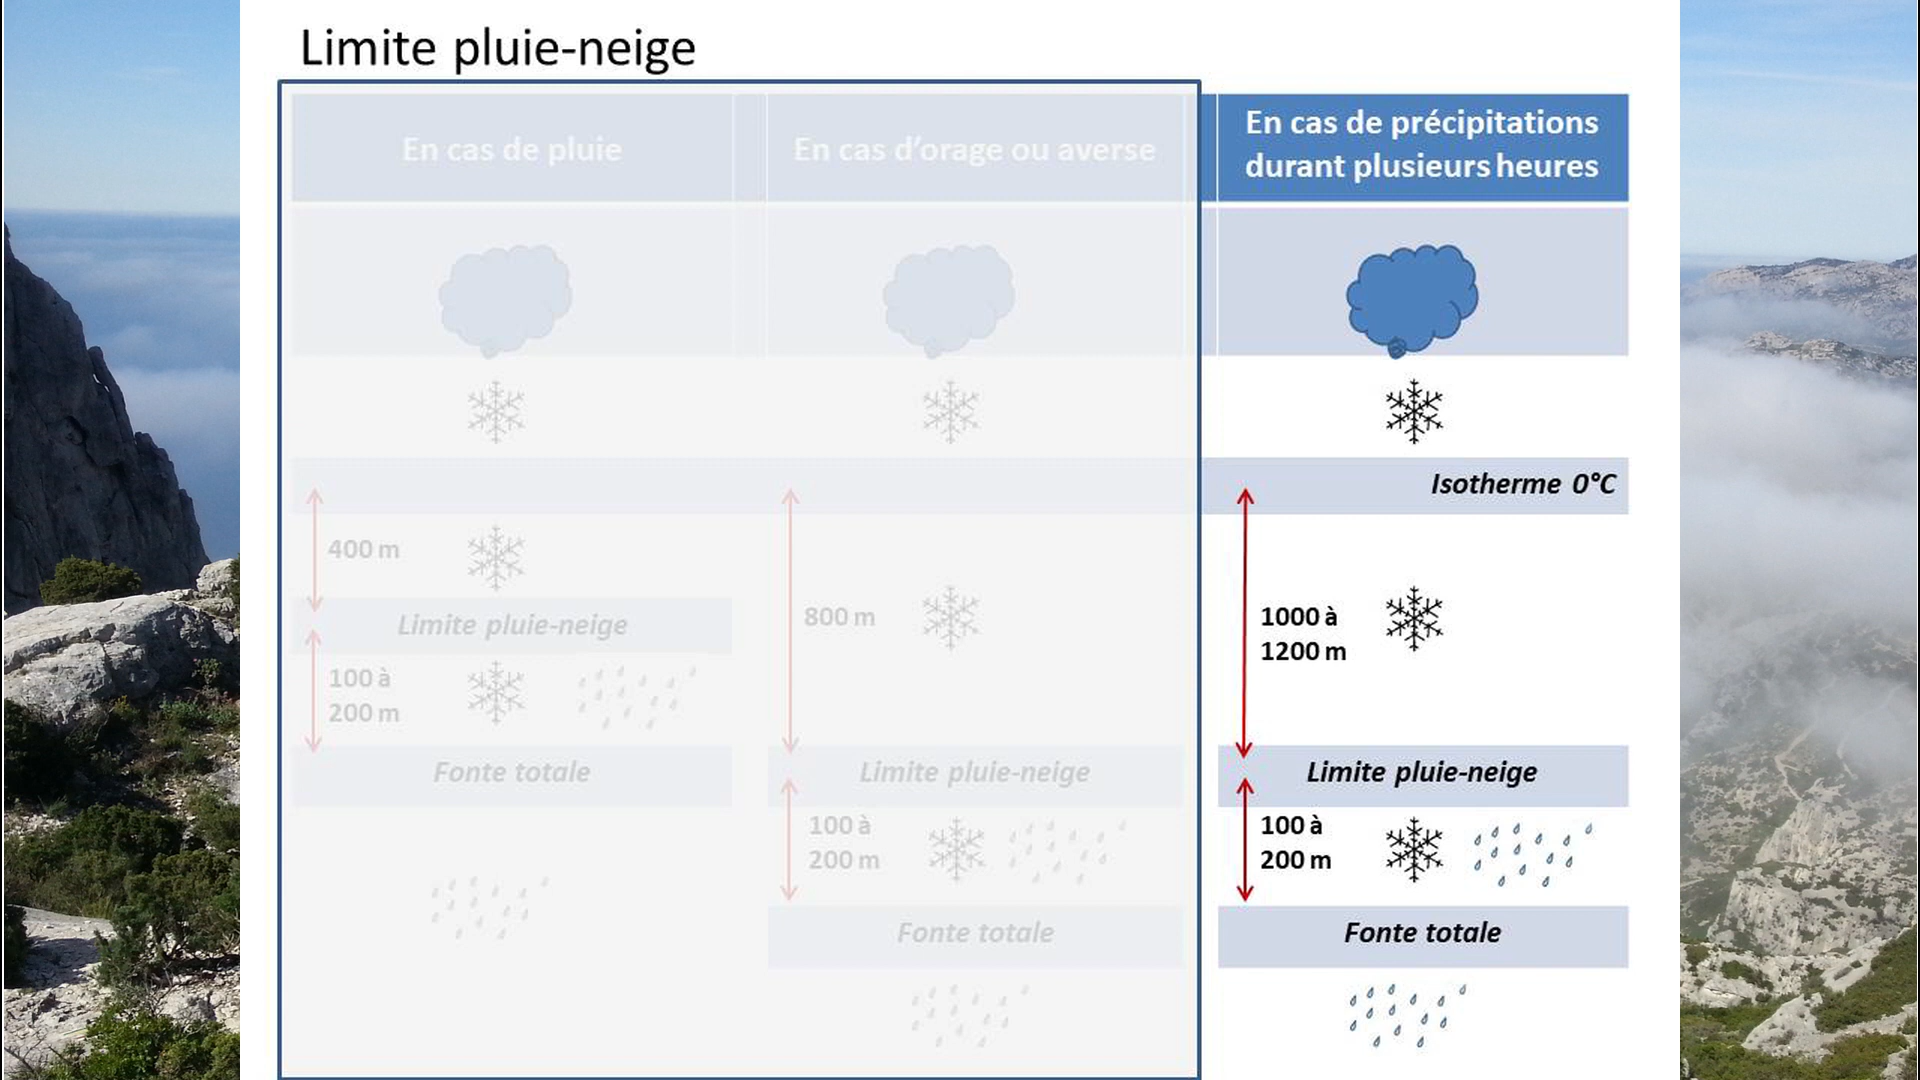 Limite pluie-neige
En cas de pluie
En cas d'orage ou averse
En cas de précipitations
durant plusieurs heures
Isotherme 0°C
400 m
Limite pluie-neige
100 à
200 m
Fonte totale
800 m
Limite pluie-neige
100 à
200 m
Fonte totale
1000 à
1200 m
Limite pluie-neige
100 à
200 m
Fonte totale